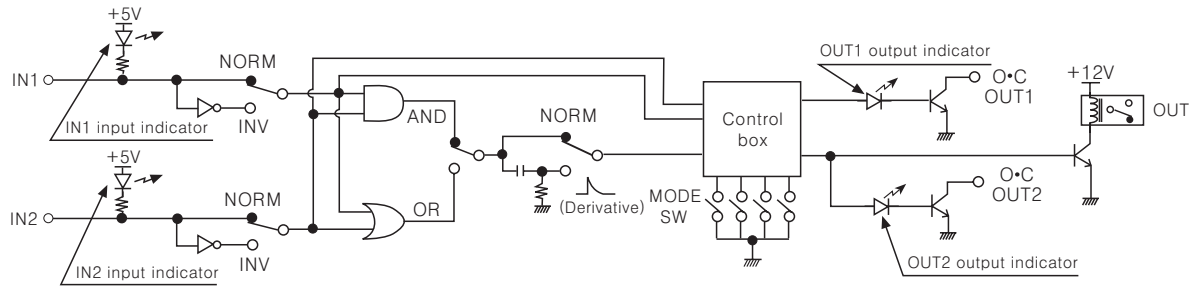 +5V
IN1
NORM
INV
IN1 input indicator
+5V
IN2
NORM
INV
IN2 input indicator
AND
OR
NORM
(Derivative)
Control
box
MODE
SW
OUT1 output indicator
O•C
OUT1
+12V
OUT
O•C
OUT2
OUT2 output indicator